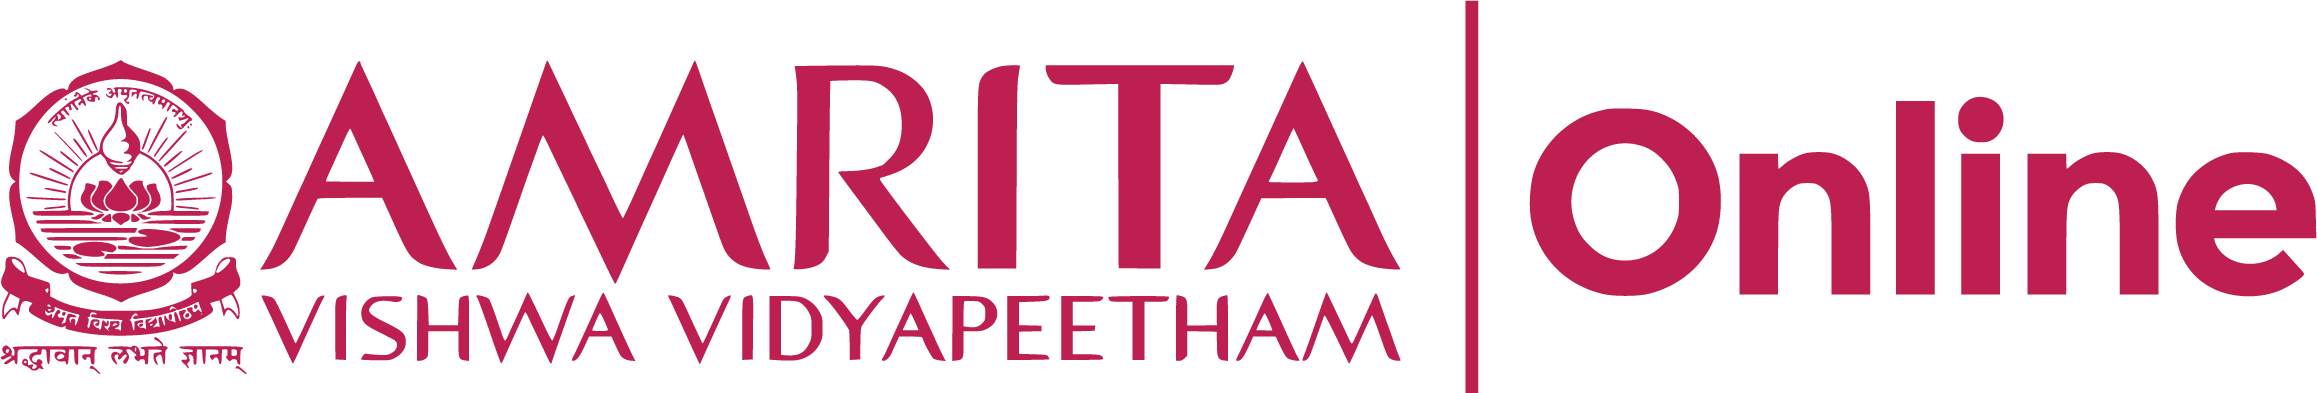 त्यागेनैके अमृतत्वमानशुः
अमृत विश्व विद्यापीठम्
श्रद्धावान् लभते ज्ञानम्
AMRITA
VISHWA VIDYAPEETHAM
Online